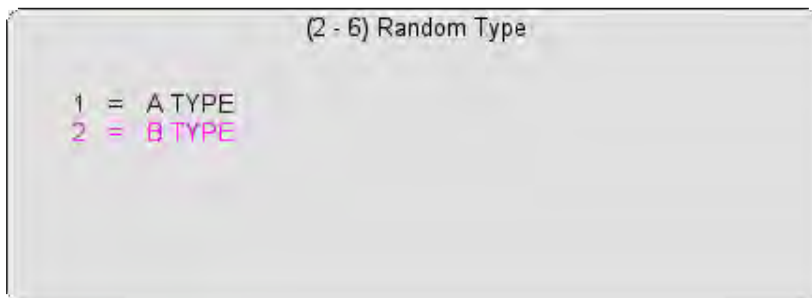 (2 - 6) Random Type
1 = A TYPE
2 = B TYPE